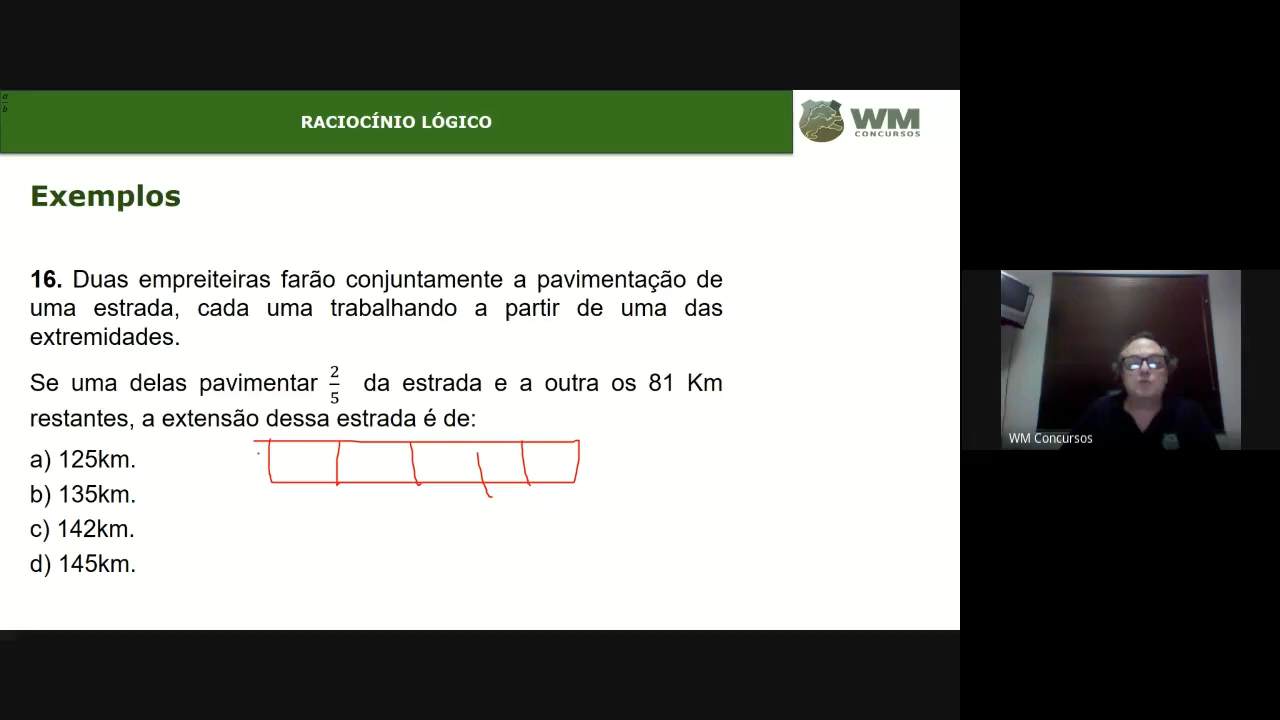 a
b
RACIOCÍNIO LÓGICO
WM
CONCURSOS
Exemplos
16. Duas empreiteiras farão conjuntamente a pavimentação de
uma estrada, cada uma trabalhando a partir de uma das
extremidades.
Se uma delas pavimentar 2/5 da estrada e a outra os 81 Km
restantes, a extensão dessa estrada é de:
a) 125km.
b) 135km.
c) 142km.
d) 145km.
WM Concursos